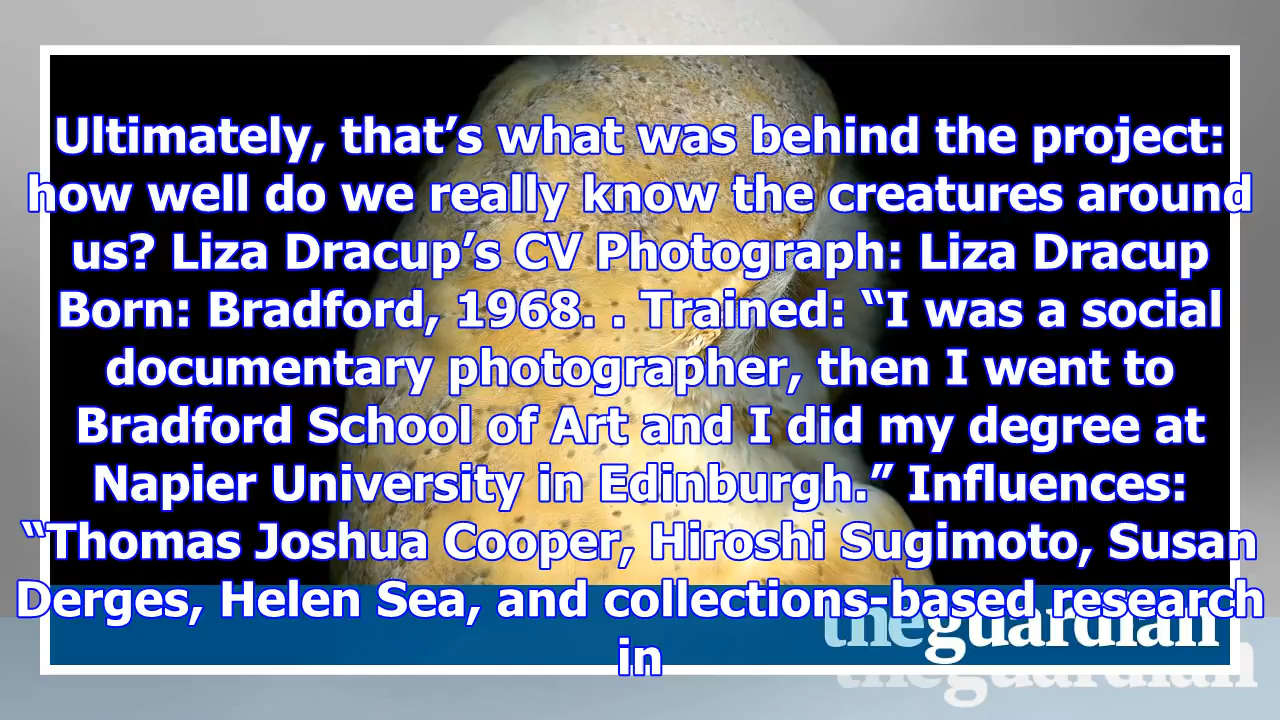 Ultimately, that’s what was behind the project:
how well do we really know the creatures around
us? Liza Dracup’s CV Photograph: Liza Dracup
Born: Bradford, 1968. . Trained: “I was a social
documentary photographer, then I went to
Bradford School of Art and I did my degree at
Napier University in Edinburgh.” Influences:
“Thomas Joshua Cooper, Hiroshi Sugimoto, Susan
Derges, Helen Sea, and collections-based research
in
theguardian
theguardian